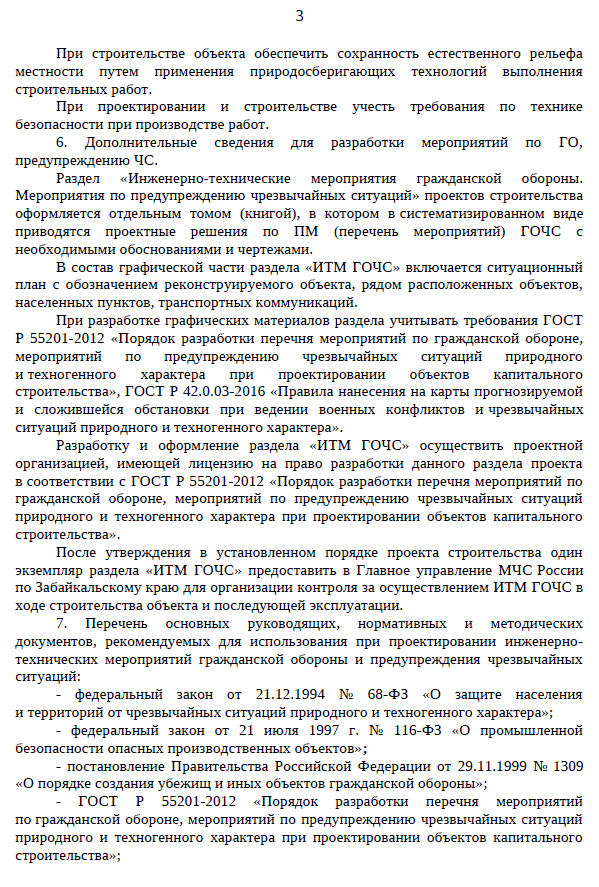 3
При строительстве объекта обеспечить сохранность естественного рельефа
местности путем применения природосберигающих технологий выполнения
строительных работ.
При проектировании и строительстве учесть требования по технике
безопасности при производстве работ.
6. Дополнительные сведения для разработки мероприятий по ГО,
предупреждению ЧС.
Раздел «Инженерно-технические мероприятия гражданской обороны.
Мероприятия по предупреждению чрезвычайных ситуаций» проектов строительства
оформляется отдельным томом (книгой), в котором в систематизированном виде
приводятся проектные решения по ПМ (перечень мероприятий) ГОЧС с
необходимыми обоснованиями и чертежами.
В состав графической части раздела «ИТМ ГОЧС» включается ситуационный
план с обозначением реконструируемого объекта, рядом расположенных объектов,
населенных пунктов, транспортных коммуникаций.
При разработке графических материалов раздела учитывать требования ГОСТ
Р 55201-2012 «Порядок разработки перечня мероприятий по гражданской обороне,
мероприятий по предупреждению чрезвычайных ситуаций природного
и техногенного характера при проектировании объектов капитального
строительства», ГОСТ Р 42.0.03-2016 «Правила нанесения на карты прогнозируемой
и сложившейся обстановки при ведении военных конфликтов и чрезвычайных
ситуаций природного и техногенного характера».
Разработку и оформление раздела «ИТМ ГОЧС» осуществить проектной
организацией, имеющей лицензию на право разработки данного раздела проекта
в соответствии с ГОСТ Р 55201-2012 «Порядок разработки перечня мероприятий по
гражданской обороне, мероприятий по предупреждению чрезвычайных ситуаций
природного и техногенного характера при проектировании объектов капитального
строительства».
После утверждения в установленном порядке проекта строительства один
экземпляр раздела «ИТМ ГОЧС» предоставить в Главное управление МЧС России
по Забайкальскому краю для организации контроля за осуществлением ИТМ ГОЧС в
ходе строительства объекта и последующей эксплуатации.
7. Перечень основных руководящих, нормативных и методических
документов, рекомендуемых для использования при проектировании инженерно-
технических мероприятий гражданской обороны и предупреждения чрезвычайных
ситуаций:
- федеральный закон от 21.12.1994 № 68-ФЗ «О защите населения
и территорий от чрезвычайных ситуаций природного и техногенного характера»;
- федеральный закон от 21 июля 1997 г. № 116-ФЗ «О промышленной
безопасности опасных производственных объектов»;
- постановление Правительства Российской Федерации от 29.11.1999 № 1309
«О порядке создания убежищ и иных объектов гражданской обороны»;
- ГОСТ Р 55201-2012 «Порядок разработки перечня мероприятий
по гражданской обороне, мероприятий по предупреждению чрезвычайных ситуаций
природного и техногенного характера при проектировании объектов капитального
строительства»;